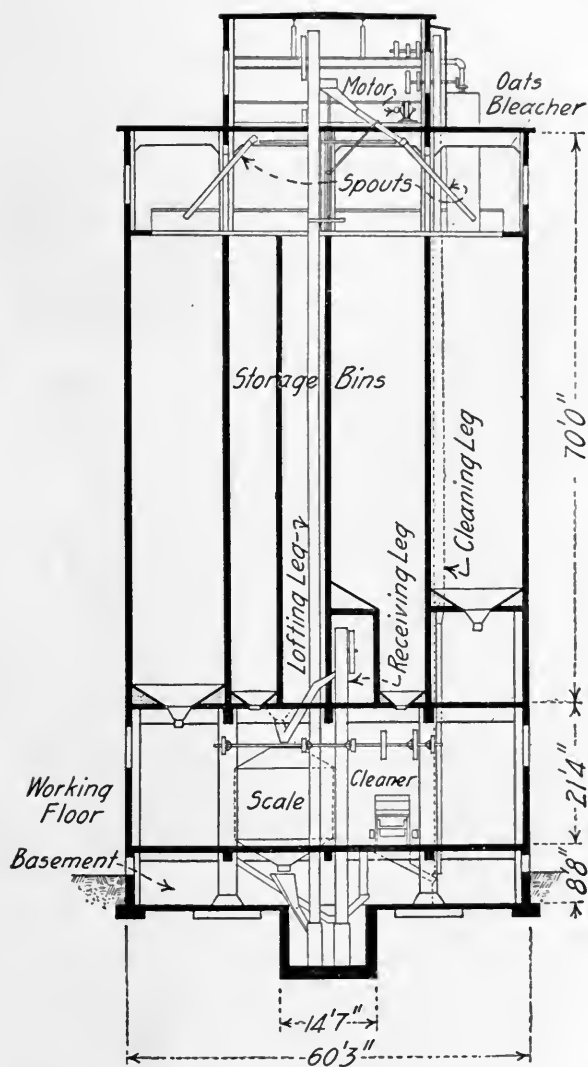 Motor
Oats
Bleacher
Spouts
Storage Bins
70'0"
Cleaning Leg
Lofting Leg
Receiving Leg
Working
Floor
Scale
Cleaner
21'4"
Basement
8'8"
14'7"
60'3"